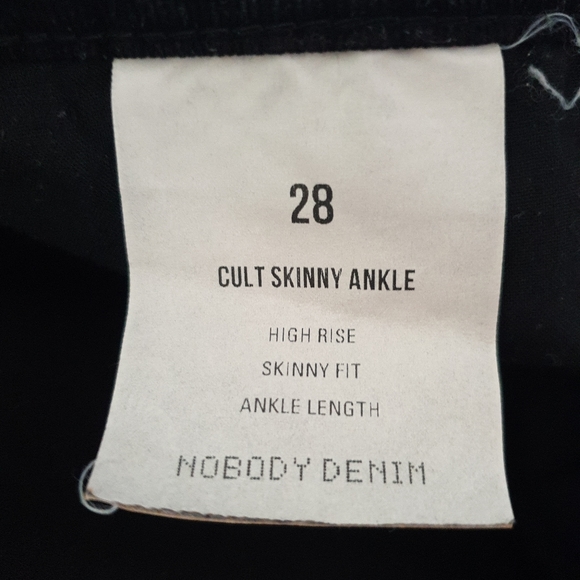 28
CULT SKINNY ANKLE
HIGH RISE
SKINNY FIT
ANKLE LENGTH
NOBODY DENIM